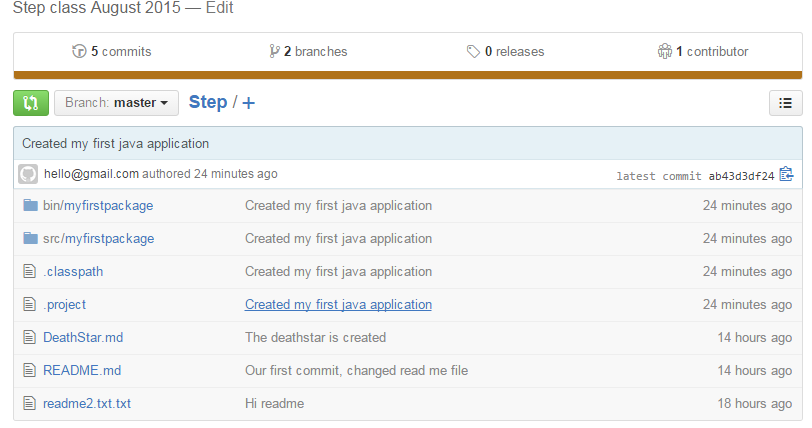 Step class August 2015 — Edit
5 commits 2 branches 0 releases 1 contributor
Branch: master Step / +
Created my first java application
hello@gmail.com authored 24 minutes ago latest commit ab43d3df24
bin/myfirstpackage Created my first java application 24 minutes ago
src/myfirstpackage Created my first java application 24 minutes ago
.classpath Created my first java application 24 minutes ago
.project Created my first java application 24 minutes ago
DeathStar.md The deathstar is created 14 hours ago
README.md Our first commit, changed read me file 14 hours ago
readme2.txt.txt Hi readme 18 hours ago